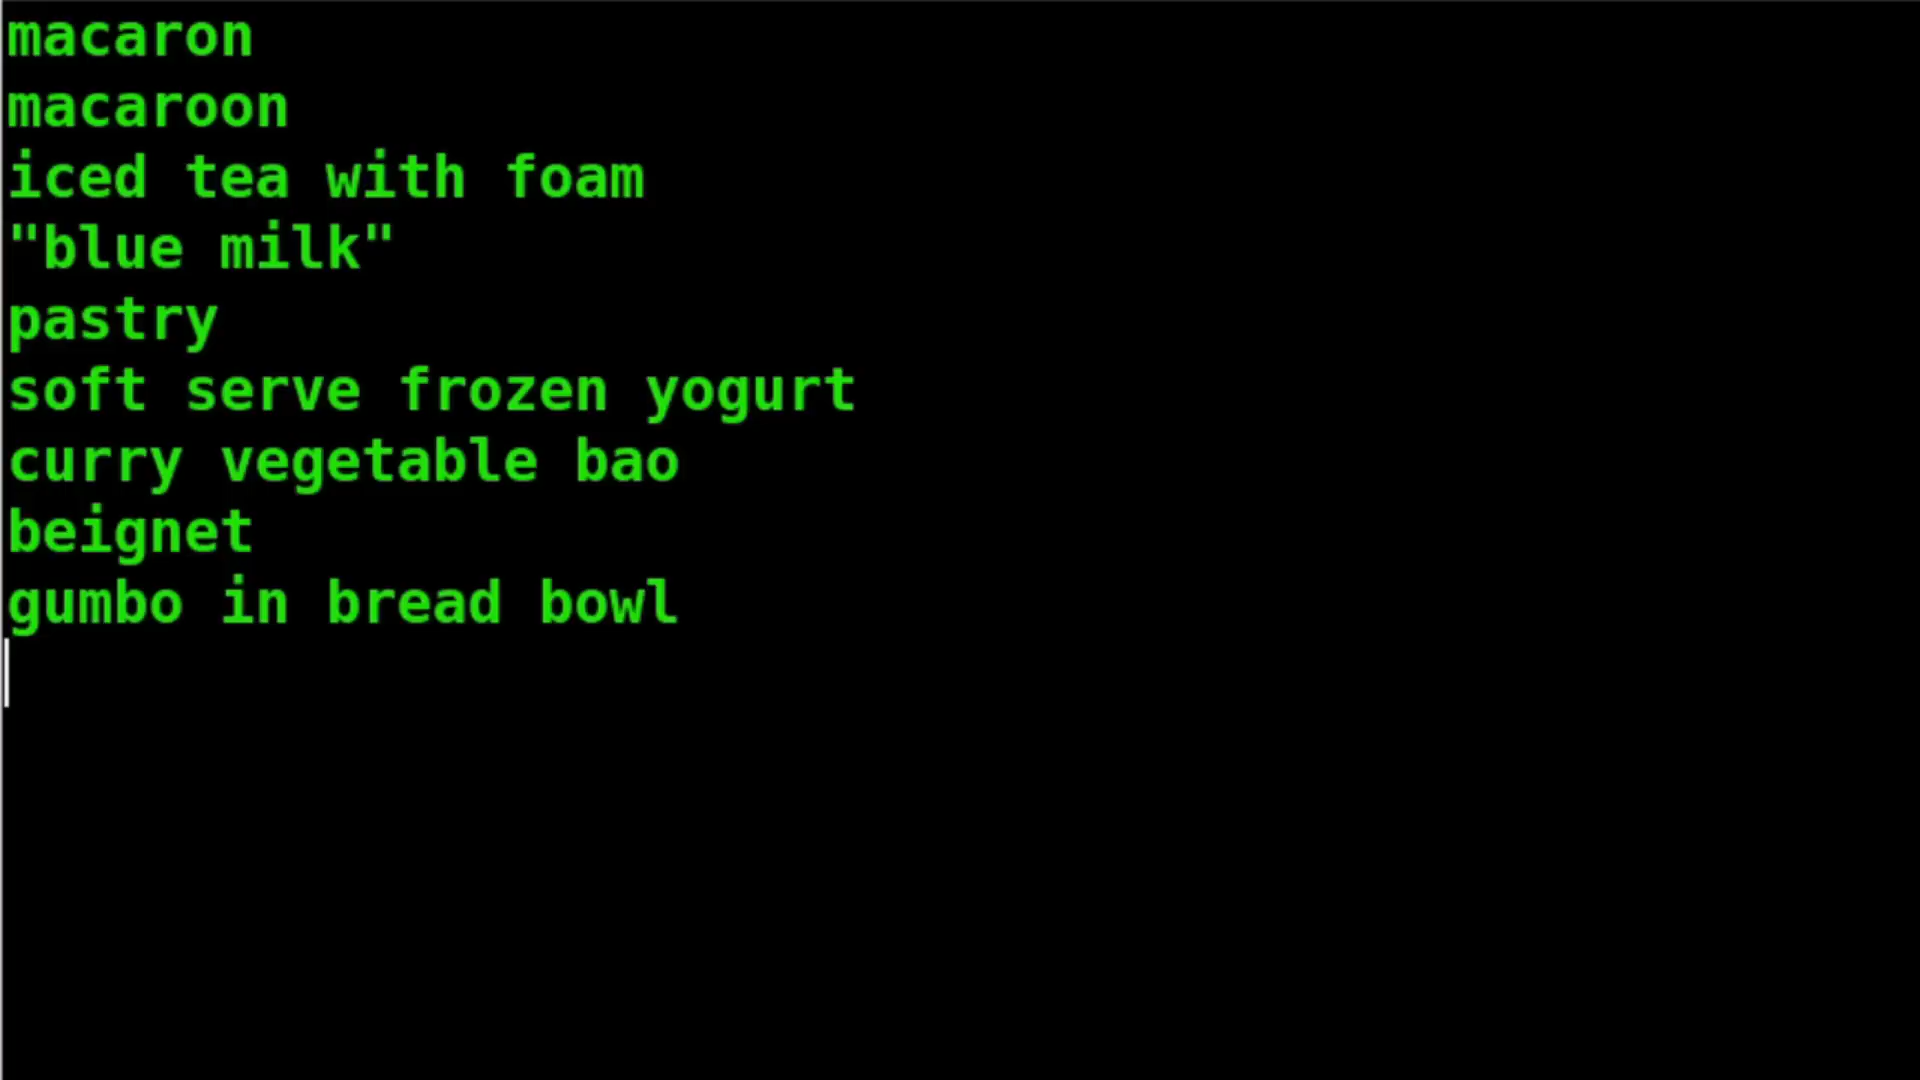 macaron
macaroon
iced tea with foam
"blue milk"
pastry
soft serve frozen yogurt
curry vegetable bao
beignet
gumbo in bread bowl